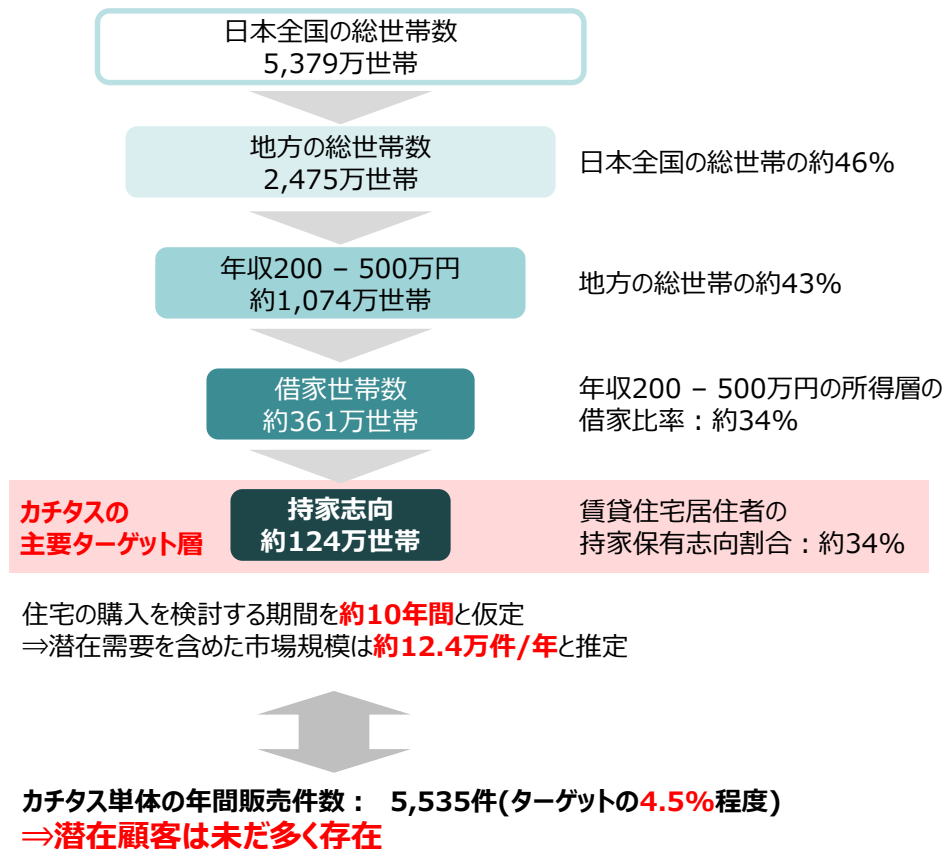 日本全国の総世帯数
5,379万世帯
地方の総世帯数
2,475万世帯
日本全国の総世帯の約46%
年収200 – 500万円
約1,074万世帯
地方の総世帯の約43%
借家世帯数
約361万世帯
年収200 – 500万円の所得層の
借家比率：約34%
カチタスの
主要ターゲット層
持家志向
約124万世帯
賃貸住宅居住者の
持家保有志向割合：約34%
住宅の購入を検討する期間を約10年間と仮定
⇒潜在需要を含めた市場規模は約12.4万件/年と推定
カチタス単体の年間販売件数： 5,535件(ターゲットの4.5%程度)
⇒潜在顧客は未だ多く存在